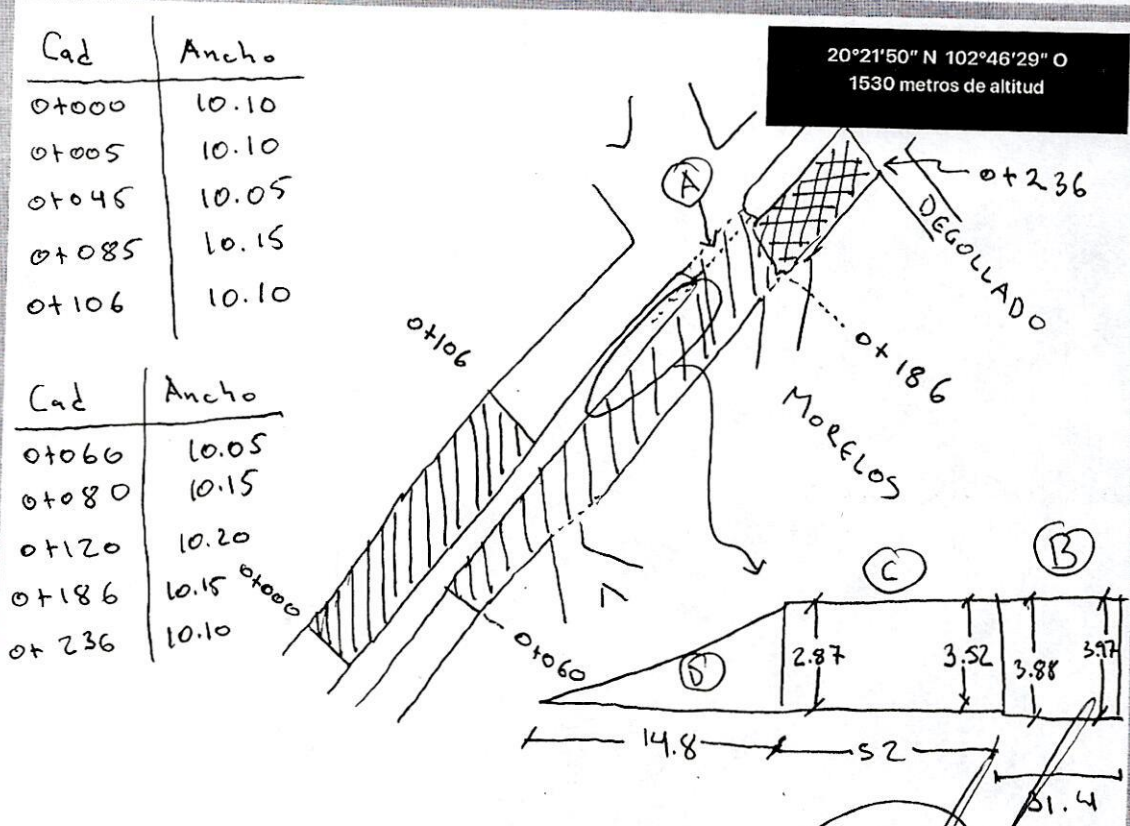 20°21'50" N 102°46'29" O
1530 metros de altitud
Cad Ancho
0+000 10.10
0+005 10.10
0+045 10.05
0+085 10.15
0+106 10.10
Cad Ancho
0+060 10.05
0+080 10.15
0+120 10.20
0+186 10.15
0+236 10.10
A
0+236
DEGOLLADO
0+106
0+186
MORELOS
0+000
0+060
C
B
D
2.87
3.52
3.88
3.97
14.8
52
31.4